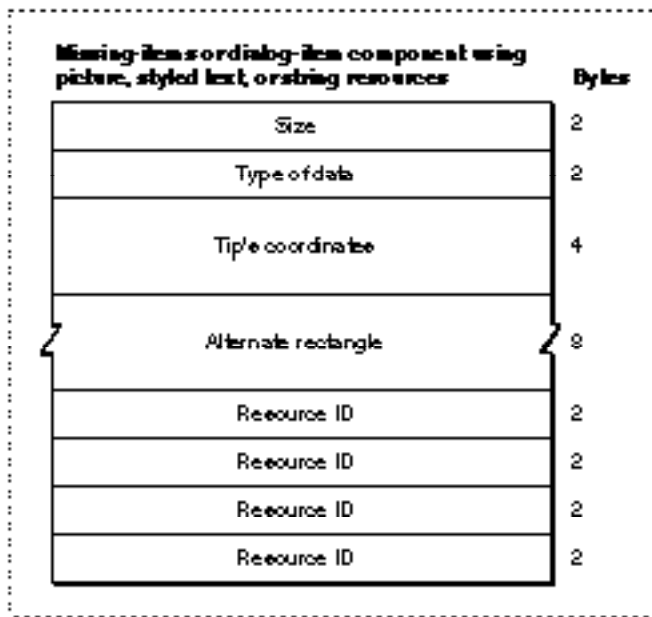 Missing-items or dialog-item component using
picture, styled text, or string resources Bytes
Size 2
Type of data 2
Tip's coordinates 4
Alternate rectangle 8
Resource ID 2
Resource ID 2
Resource ID 2
Resource ID 2